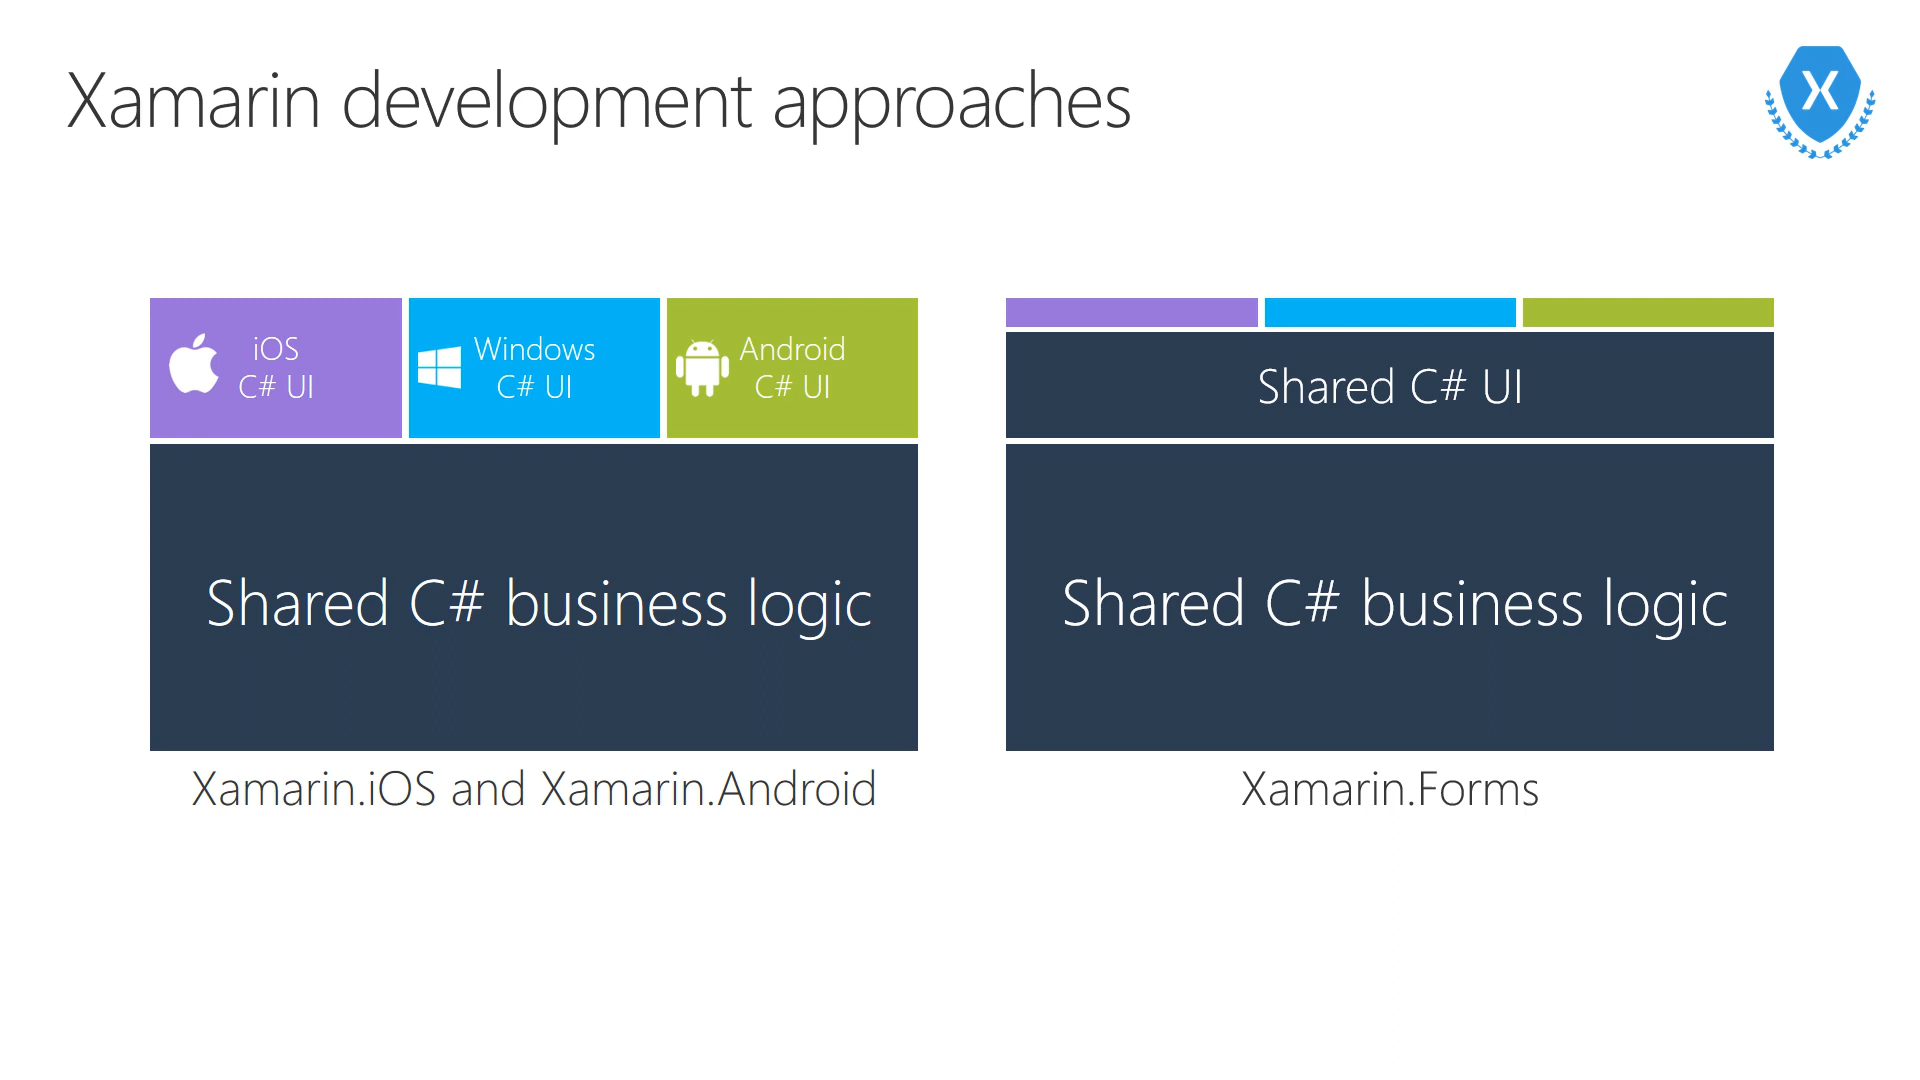 Xamarin development approaches
X
iOS
C# UI
Windows
C# UI
Android
C# UI
Shared C# business logic
Xamarin.iOS and Xamarin.Android
Shared C# UI
Shared C# business logic
Xamarin.Forms